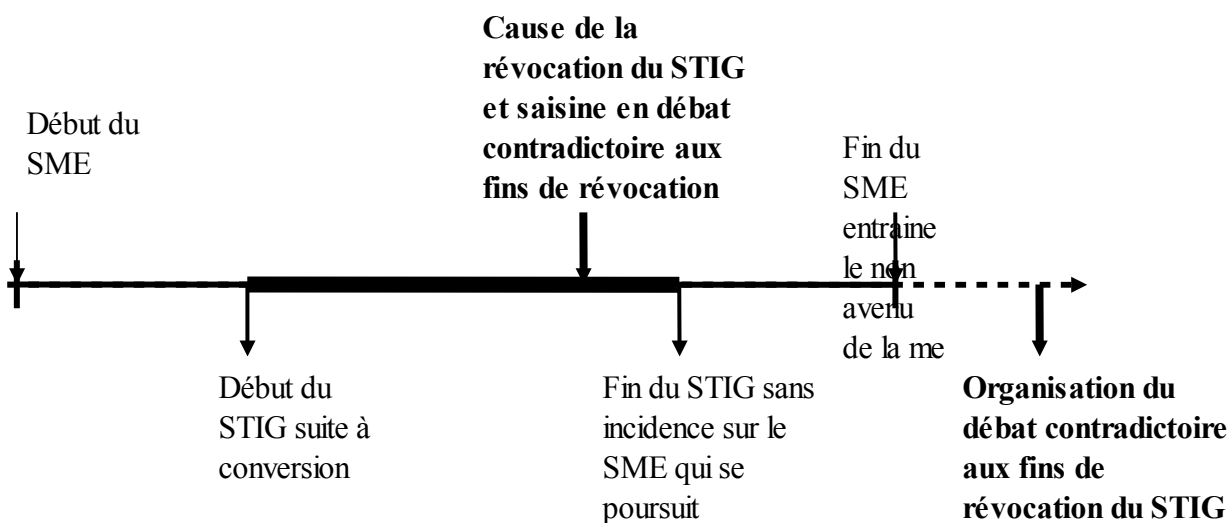 Début du
SME
Cause de la
révocation du STIG
et saisine en débat
contradictoire aux
fins de révocation
Fin du
SME
entraine
le non
avenu
de la me
Début du
STIG suite à
conversion
Fin du STIG sans
incidence sur le
SME qui se
poursuit
Organisation du
débat contradictoire
aux fins de
révocation du STIG